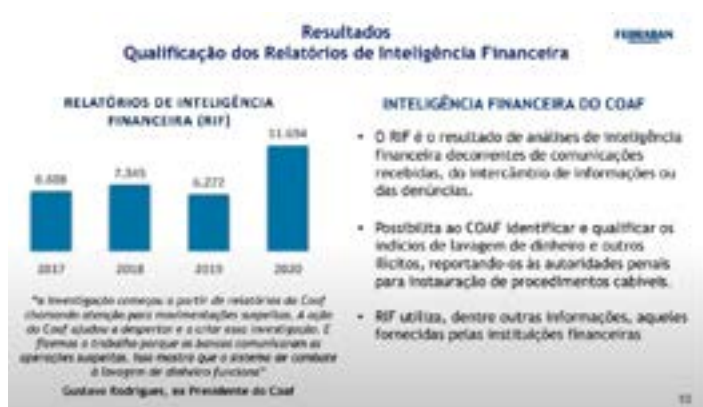 Resultados
Qualificação dos Relatórios de Inteligência Financeira
FEBRABAN
RELATÓRIOS DE INTELIGÊNCIA
FINANCEIRA (RIF)
7.345
6.272
11.694
2017
2018
2019
2020
"a investigação começou a partir de relatórios do Coaf
chamando atenção para movimentações suspeitas. A ação
do Coaf ajudou a despertar e a criar essa investigação. E
fizemos o trabalho porque os bancos comunicaram as
operações suspeitas. Isso mostra que o sistema de combate
à lavagem de dinheiro funciona"
Gustavo Rodrigues, ex Presidente do Coaf
INTELIGÊNCIA FINANCEIRA DO COAF
• O RIF é o resultado de análises de inteligência
financeira decorrentes de comunicações
recebidas, do intercâmbio de informações ou
das denúncias.
• Possibilita ao COAF identificar e qualificar os
indícios de lavagem de dinheiro e outros
ilícitos, reportando-os às autoridades penais
para instauração de procedimentos cabíveis.
• RIF utiliza, dentre outras informações, aqueles
fornecidas pelas instituições financeiras